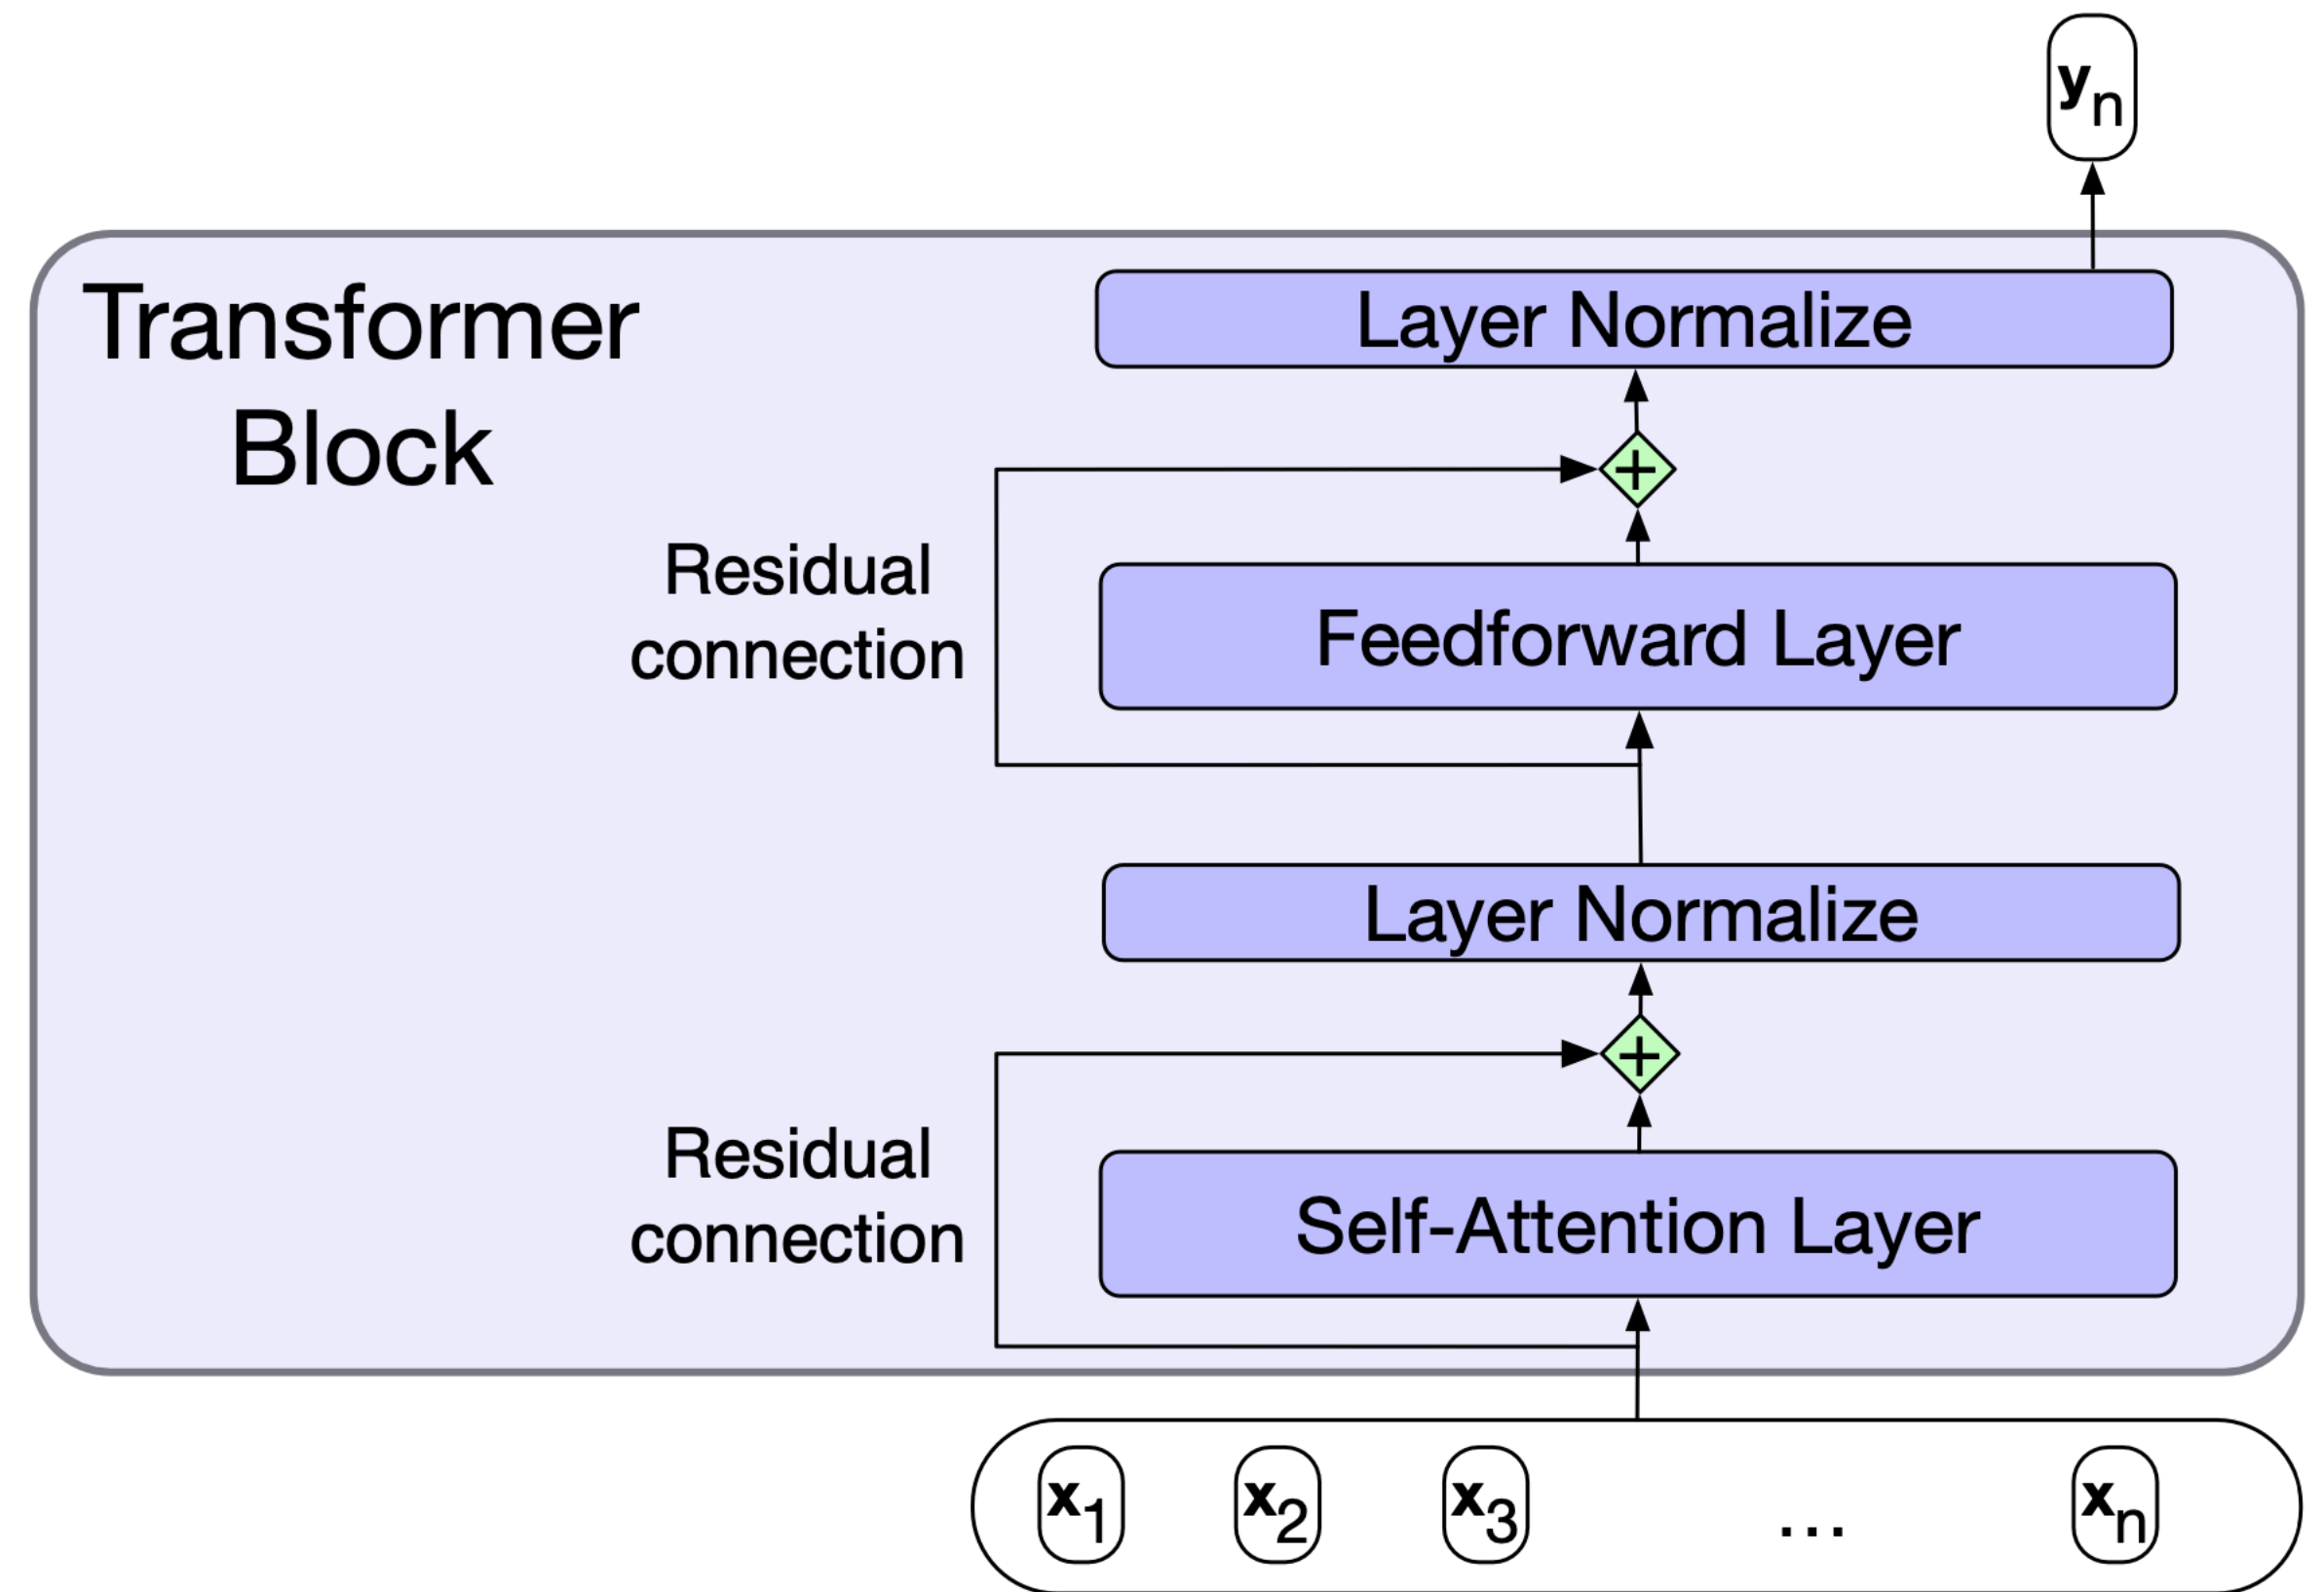 yn
Transformer
Block
Layer Normalize
+
Residual
connection
Feedforward Layer
Layer Normalize
+
Residual
connection
Self-Attention Layer
x1 x2 x3 ... xn